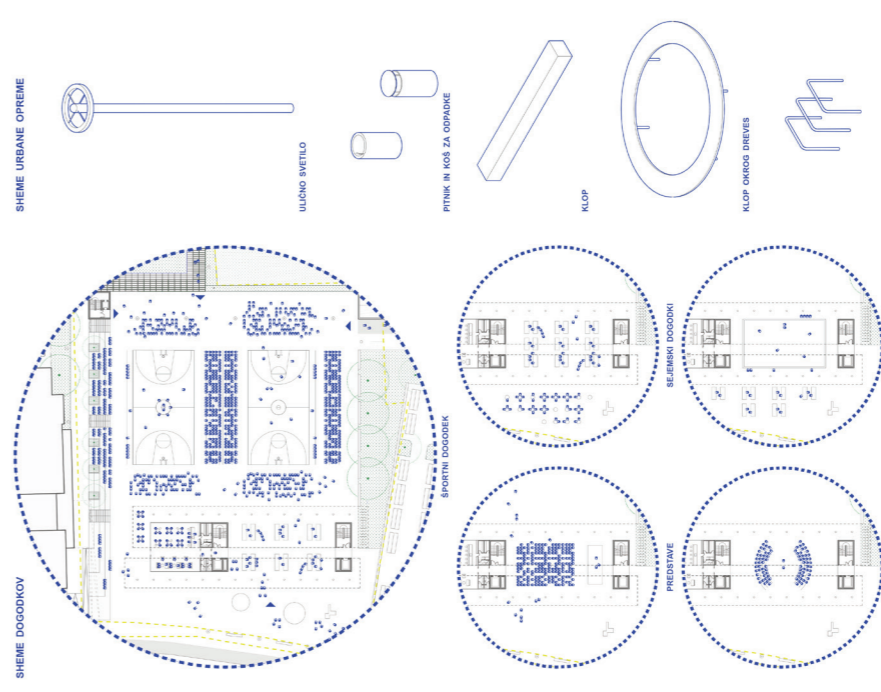 SHEME URBANE OPREME
ULIČNO SVETILO
PITNIK IN KOŠ ZA ODPADKE
KLOP
KLOP OKROG DREVES
SHEME DOGODKOV
ŠPORTNI DOGODEK
PREDSTAVE
SEJEMSKI DOGODKI